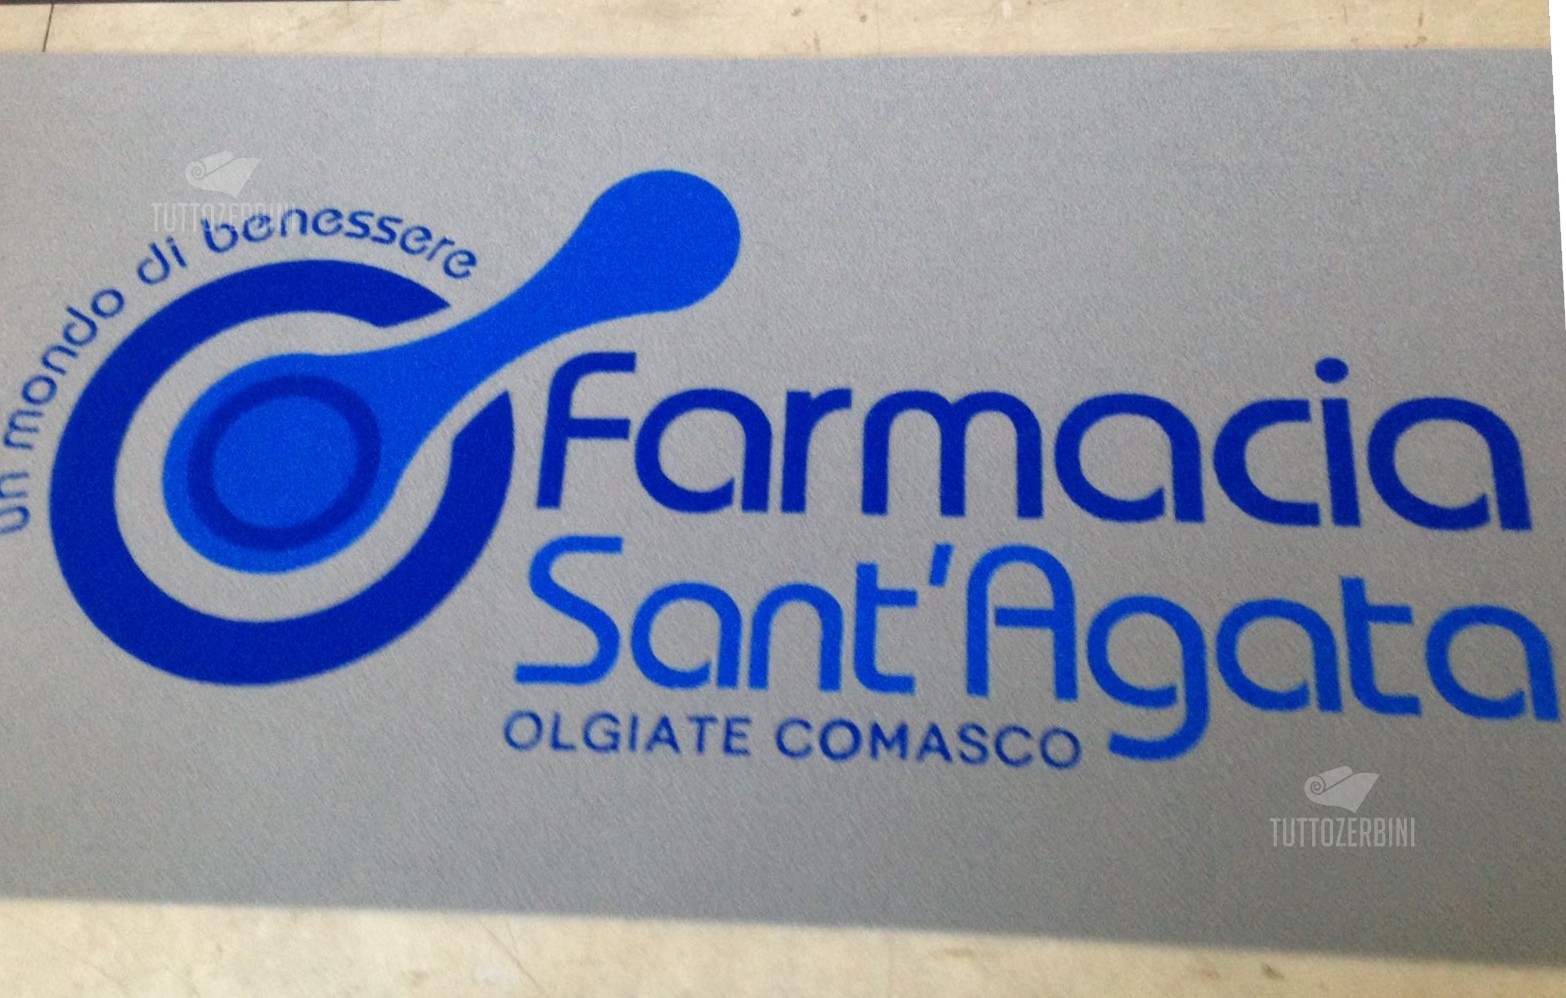 un mondo di benessere
Farmacia
Sant'Agata
OLGIATE COMASCO
TUTTOZERBINI
TUTTOZERBINI